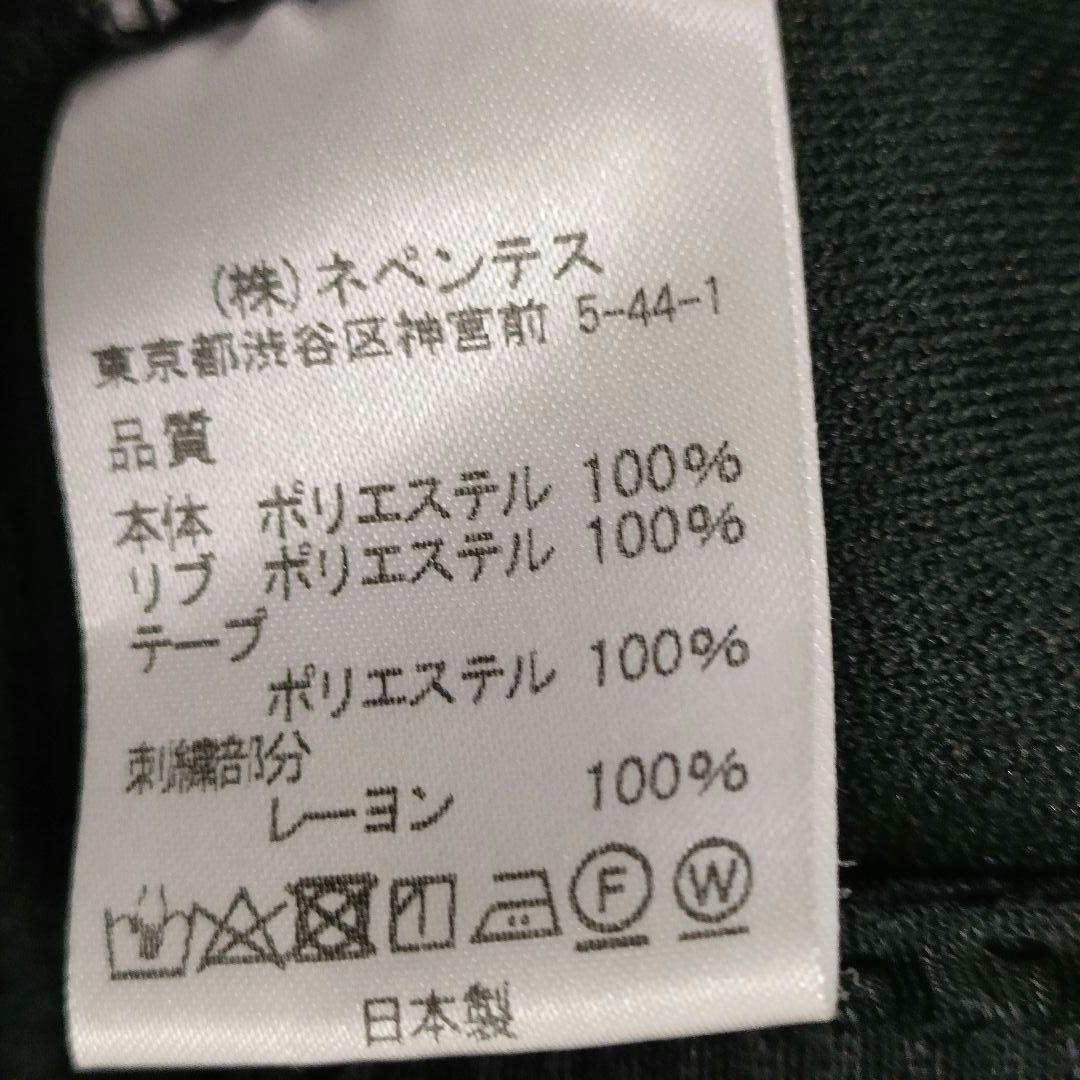 (株)ネペンテス
東京都渋谷区神宮前 5-44-1
品質
本体 ポリエステル 100%
リブ ポリエステル 100%
テープ
ポリエステル 100%
刺繍部分
レーヨン 100%
F W
日本製